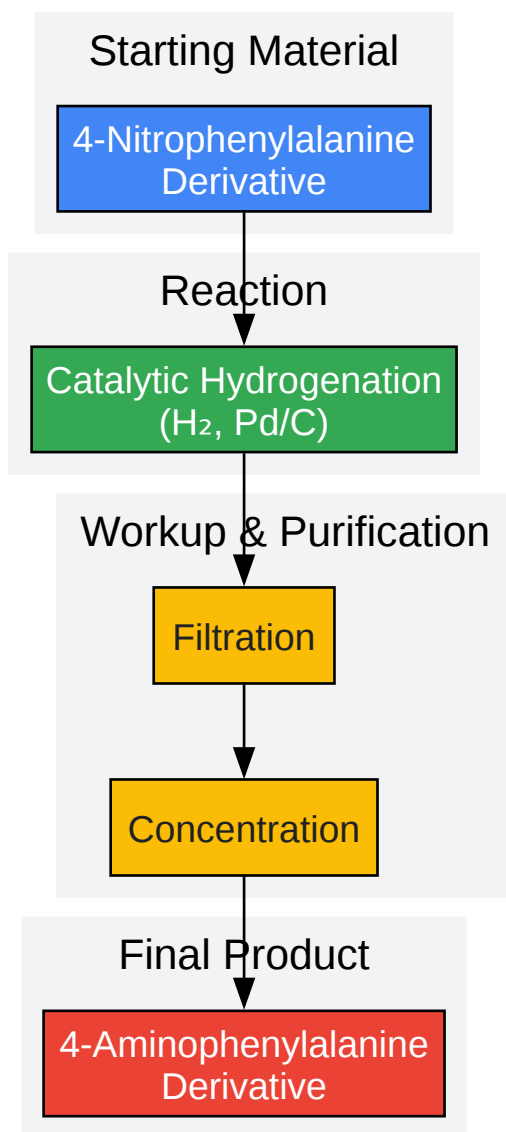 Starting Material
4-Nitrophenylalanine
Derivative
Reaction
Catalytic Hydrogenation
(H₂, Pd/C)
Workup & Purification
Filtration
Concentration
Final Product
4-Aminophenylalanine
Derivative